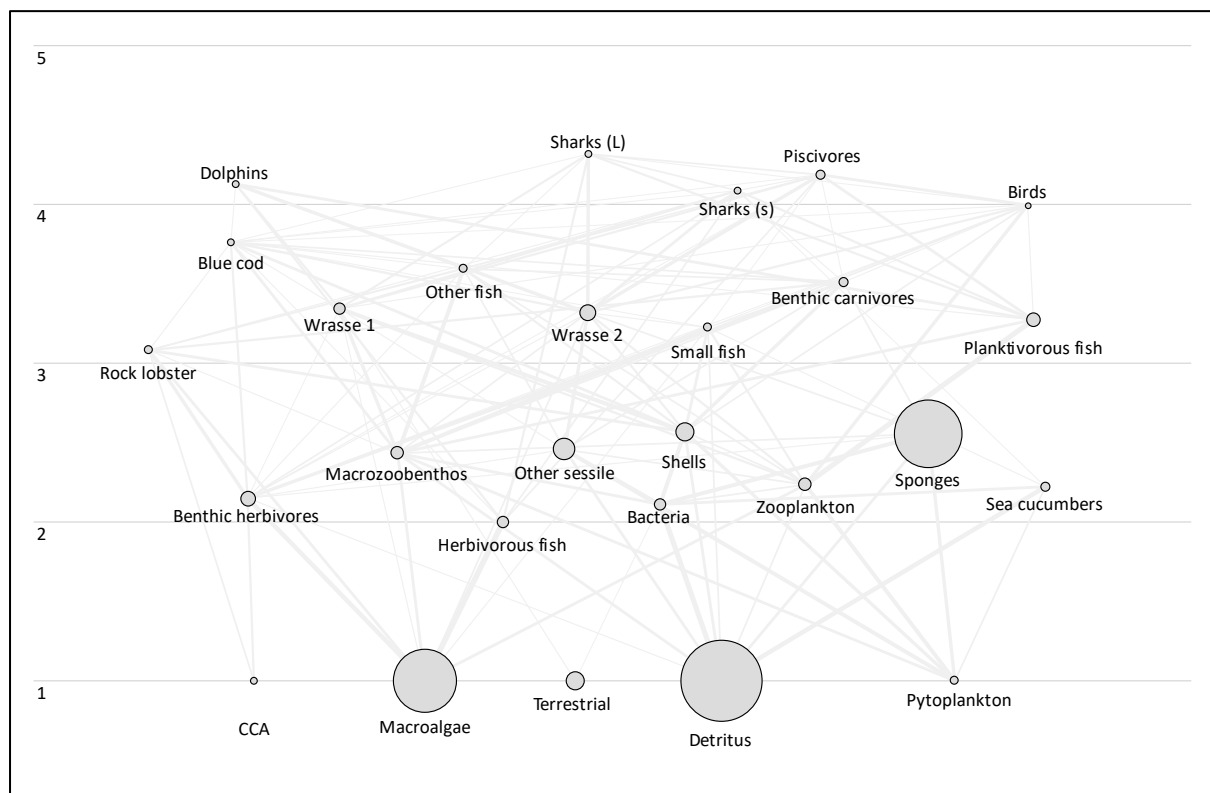 5
Sharks (L)
Piscivores
Dolphins
Birds
4
Sharks (s)
Blue cod
Other fish
Benthic carnivores
Wrasse 1
Wrasse 2
Small fish
Planktivorous fish
3
Rock lobster
Macrozoobenthos
Other sessile
Shells
Sponges
Sea cucumbers
Benthic herbivores
Bacteria
Zooplankton
2
Herbivorous fish
1
CCA
Macroalgae
Terrestrial
Detritus
Pytoplankton